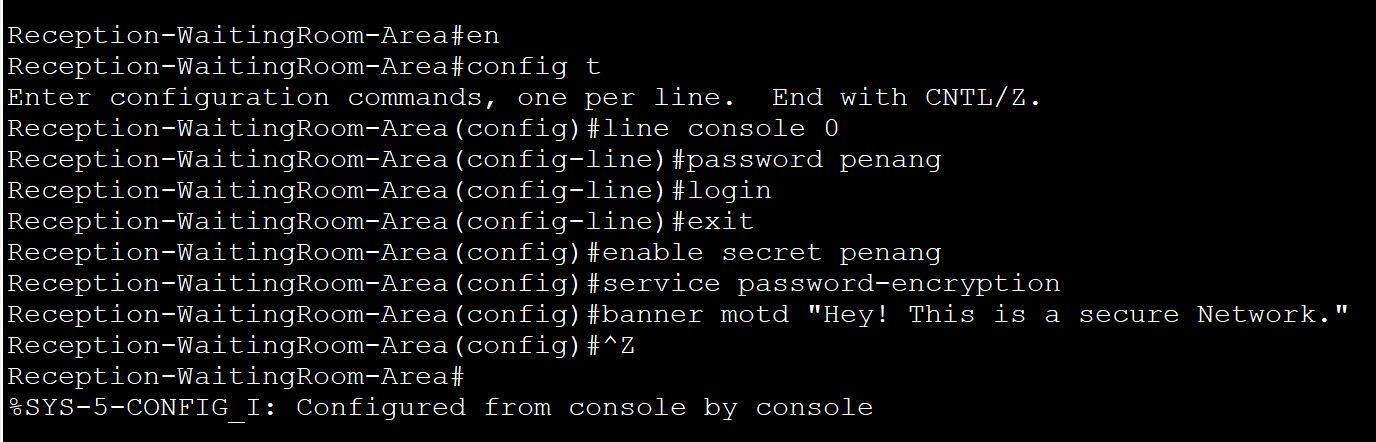 Reception-WaitingRoom-Area#en
Reception-WaitingRoom-Area#config t
Enter configuration commands, one per line.  End with CNTL/Z.
Reception-WaitingRoom-Area(config)#line console 0
Reception-WaitingRoom-Area(config-line)#password penang
Reception-WaitingRoom-Area(config-line)#login
Reception-WaitingRoom-Area(config-line)#exit
Reception-WaitingRoom-Area(config)#enable secret penang
Reception-WaitingRoom-Area(config)#service password-encryption
Reception-WaitingRoom-Area(config)#banner motd "Hey! This is a secure Network."
Reception-WaitingRoom-Area(config)#^Z
Reception-WaitingRoom-Area#
%SYS-5-CONFIG_I: Configured from console by console